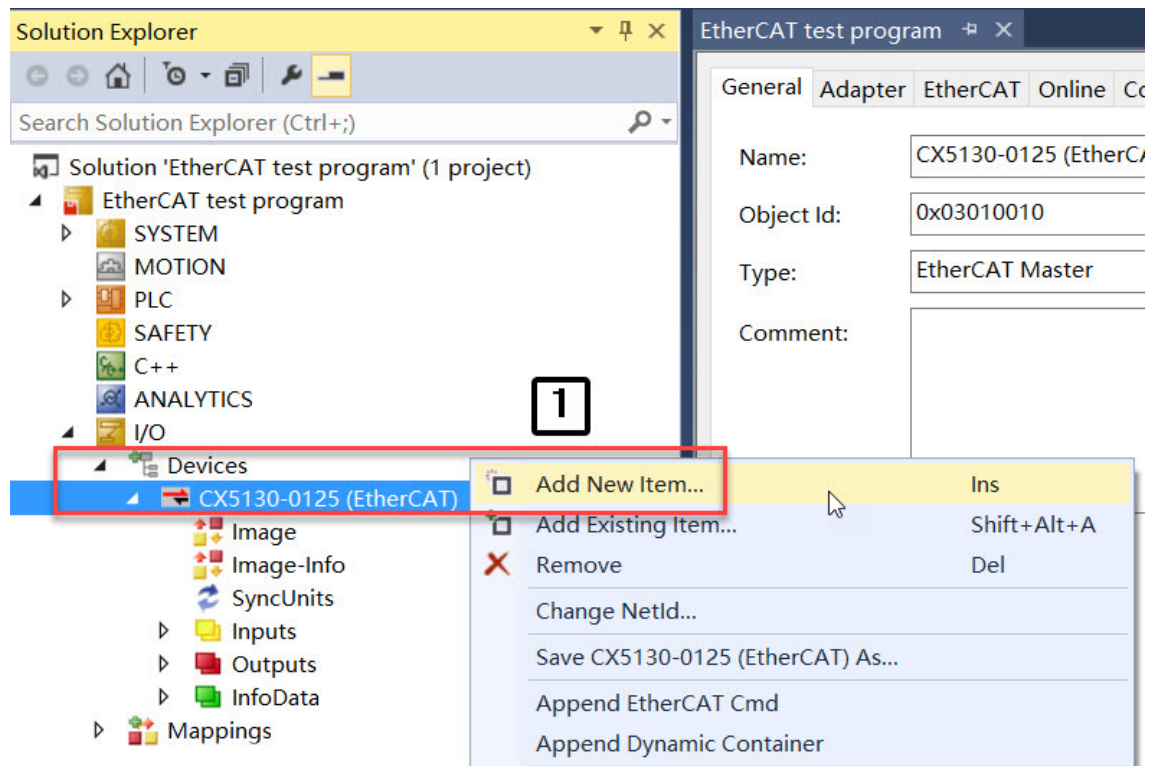 Solution Explorer
Search Solution Explorer (Ctrl+;)
Solution 'EtherCAT test program' (1 project)
EtherCAT test program
SYSTEM
MOTION
PLC
SAFETY
C++
ANALYTICS
I/O
Devices
CX5130-0125 (EtherCAT)
Image
Image-Info
SyncUnits
Inputs
Outputs
InfoData
Mappings
1
Add New Item... Ins
Add Existing Item... Shift+Alt+A
Remove Del
Change NetId...
Save CX5130-0125 (EtherCAT) As...
Append EtherCAT Cmd
Append Dynamic Container
EtherCAT test program
General Adapter EtherCAT Online Co
Name: CX5130-0125 (EtherCA
Object Id: 0x03010010
Type: EtherCAT Master
Comment: